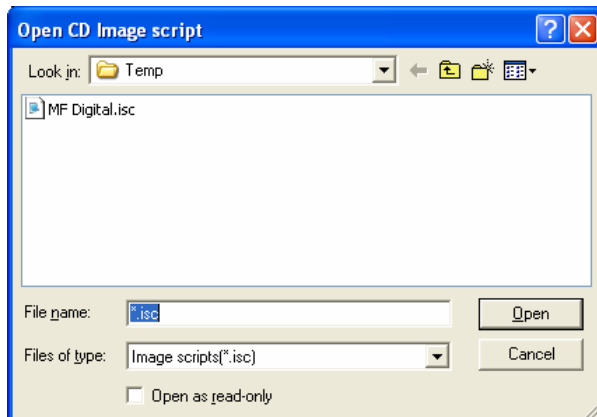 Open CD Image script
Look in: Temp
MF Digital.isc
File name: *.isc Open
Files of type: Image scripts(*.isc) Cancel
Open as read-only